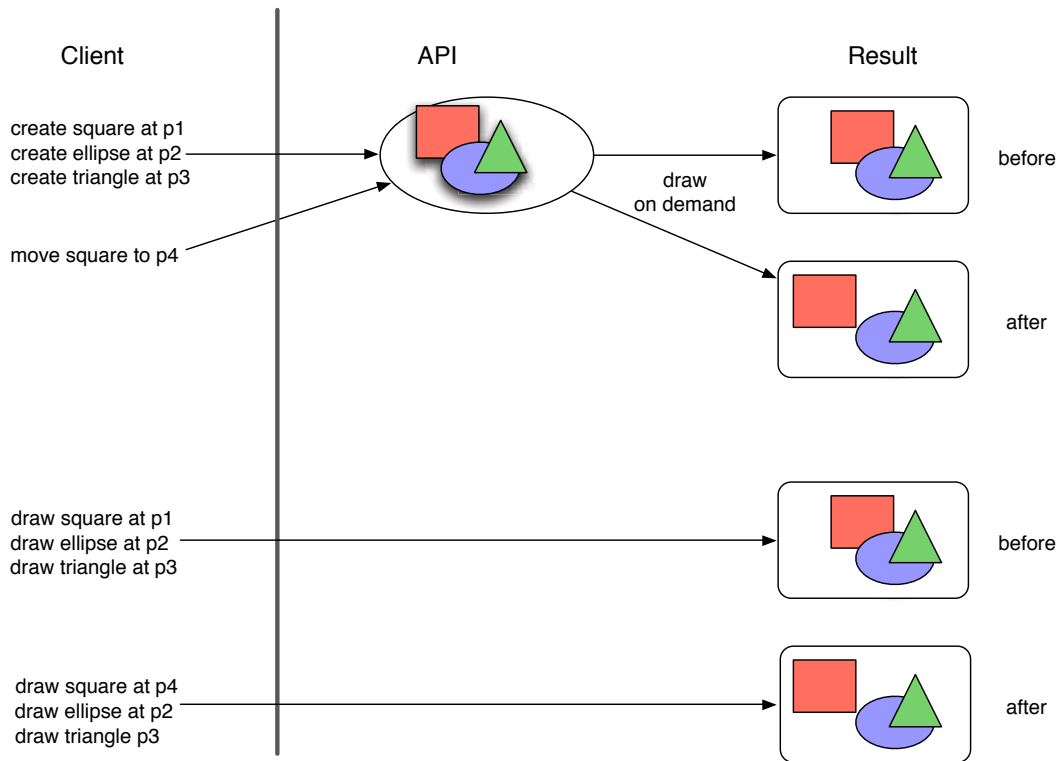 Client
API
Result
create square at p1
create ellipse at p2
create triangle at p3
before
draw
on demand
move square to p4
after
draw square at p1
draw ellipse at p2
draw triangle at p3
before
draw square at p4
draw ellipse at p2
draw triangle p3
after